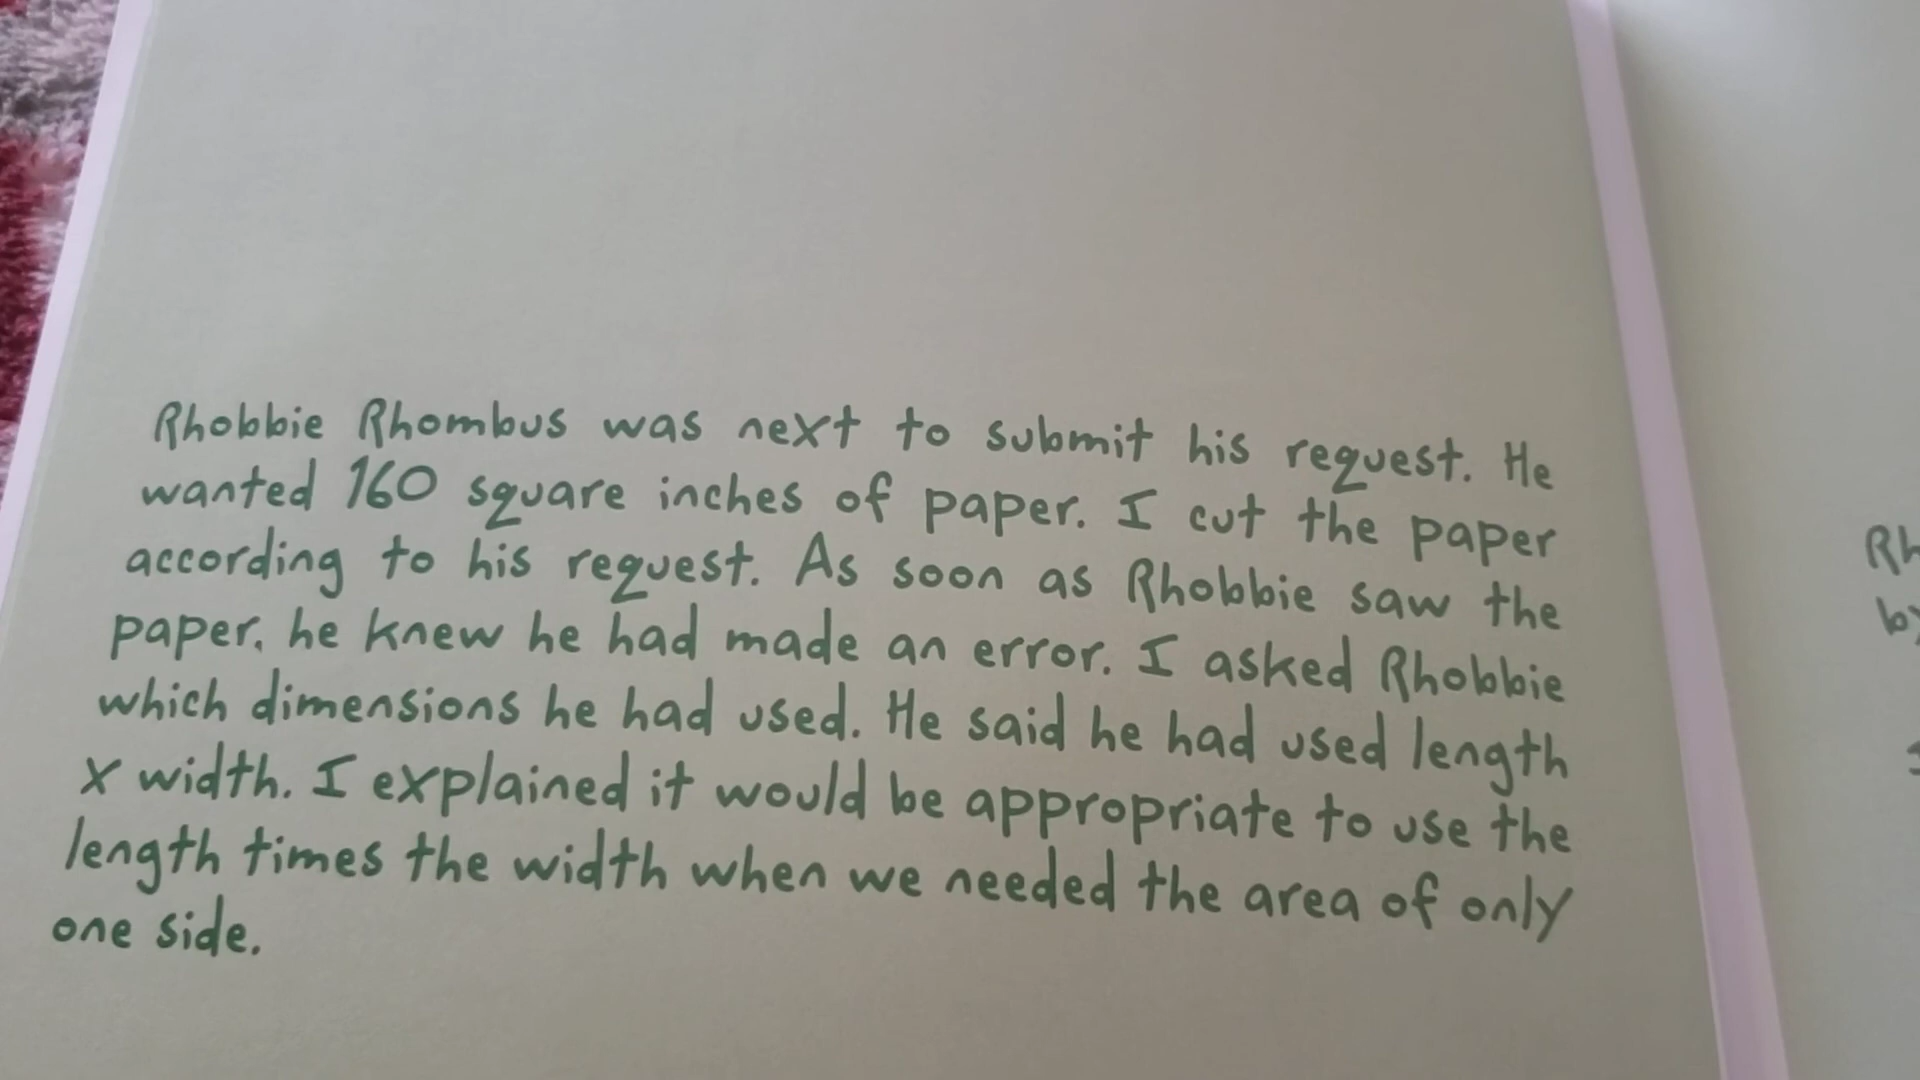 Rhobbie Rhombus was next to submit his request. He
wanted 160 square inches of paper. I cut the paper
according to his request. As soon as Rhobbie saw the
paper, he knew he had made an error. I asked Rhobbie
which dimensions he had used. He said he had used length
x width. I explained it would be appropriate to use the
length times the width when we needed the area of only
one side.